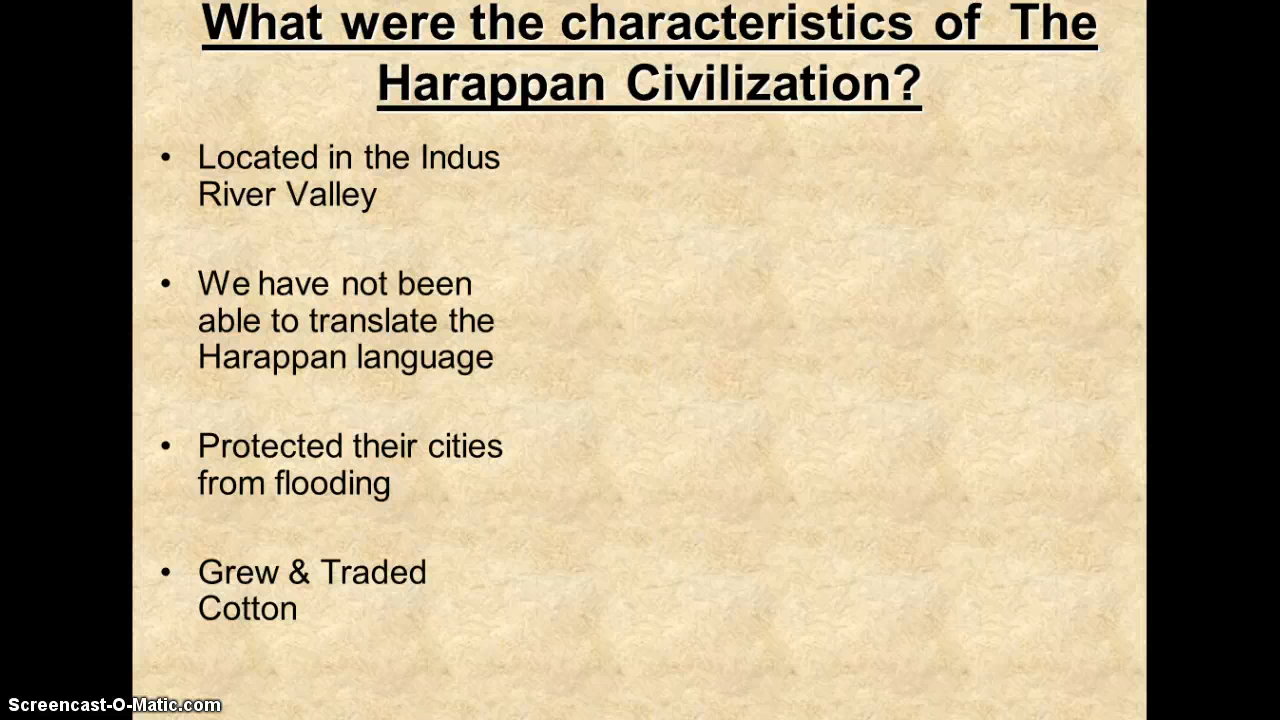 What were the characteristics of The
Harappan Civilization?
• Located in the Indus
River Valley
• We have not been
able to translate the
Harappan language
• Protected their cities
from flooding
• Grew & Traded
Cotton
Screencast-O-Matic.com